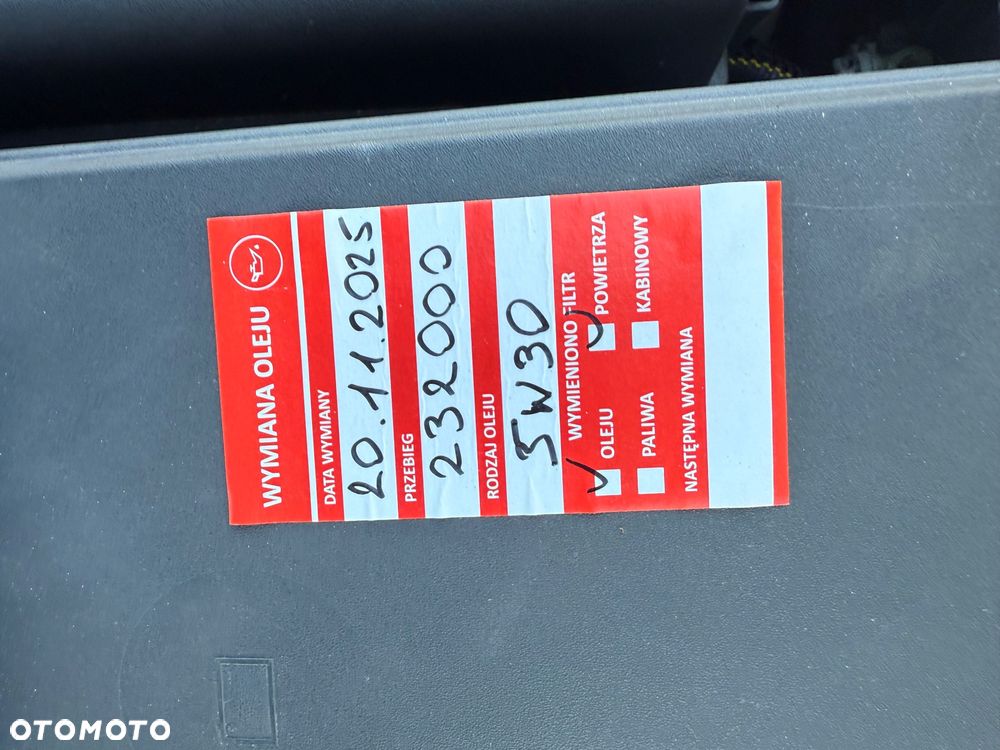 WYMIANA OLEJU
DATA WYMIANY
20.11.2025
PRZEBIEG
232000
RODZAJ OLEJU
5W30
WYMIENIONO FILTR
OLEJU POWIETRZA
PALIWA KABINOWY
NASTĘPNA WYMIANA
OTOMOTO